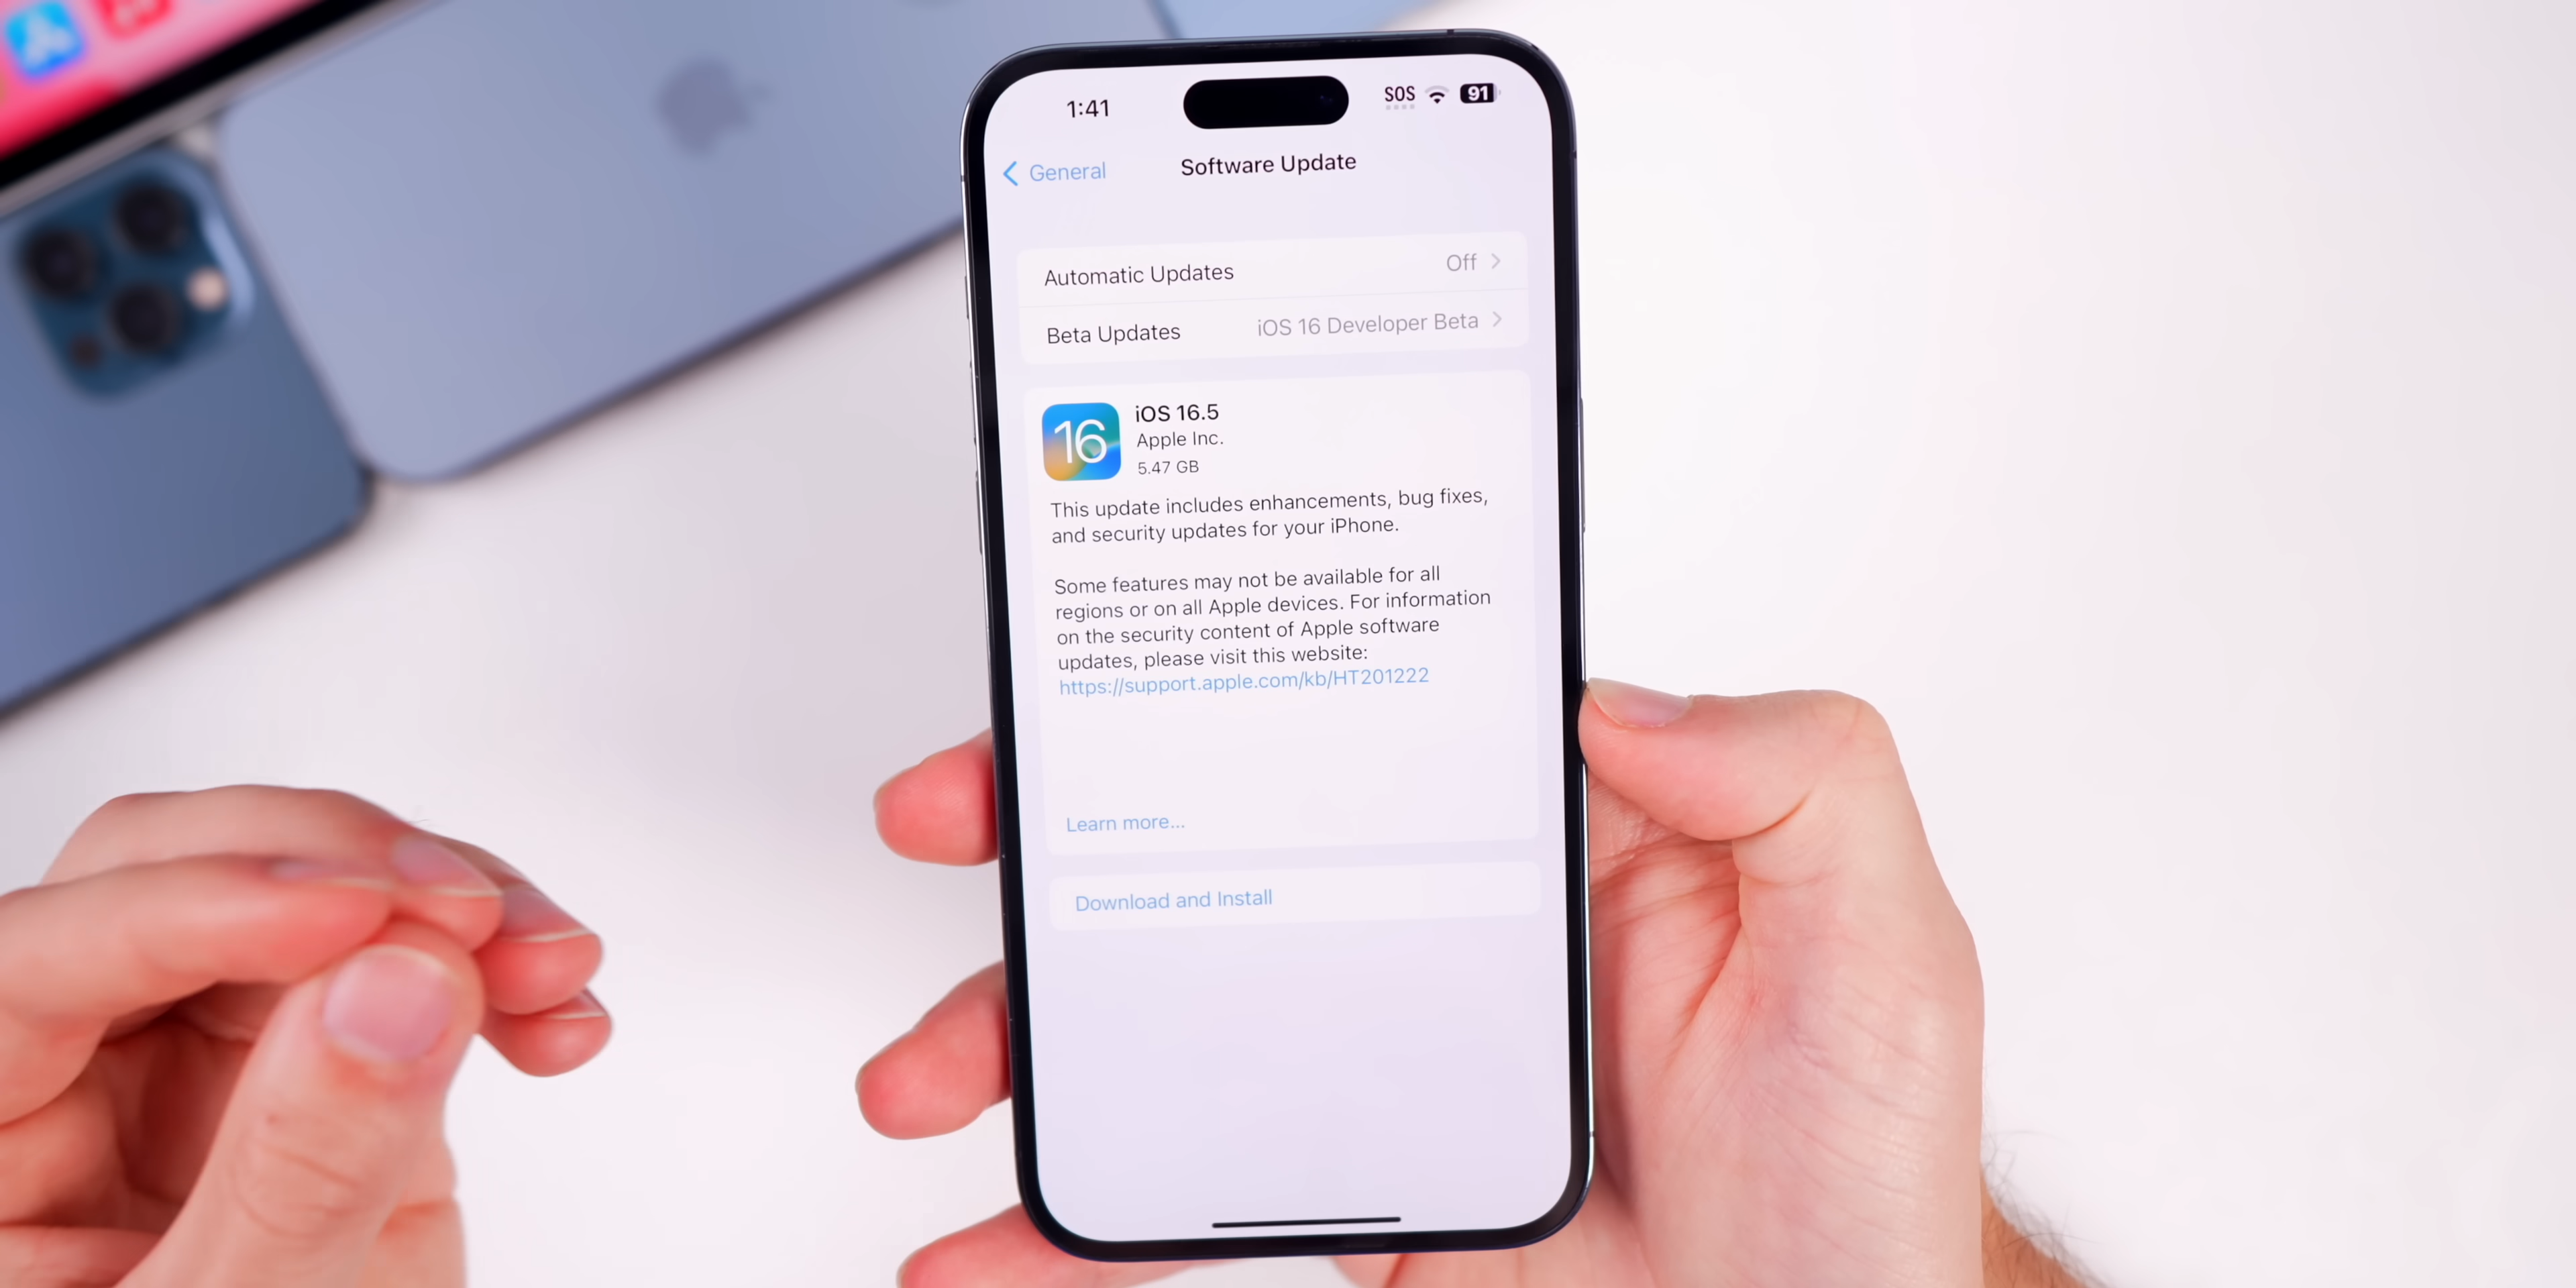 1:41
SOS 91
General
Software Update
Automatic Updates Off
Beta Updates iOS 16 Developer Beta
16
iOS 16.5
Apple Inc.
5.47 GB
This update includes enhancements, bug fixes,
and security updates for your iPhone.
Some features may not be available for all
regions or on all Apple devices. For information
on the security content of Apple software
updates, please visit this website:
https://support.apple.com/kb/HT201222
Learn more...
Download and Install